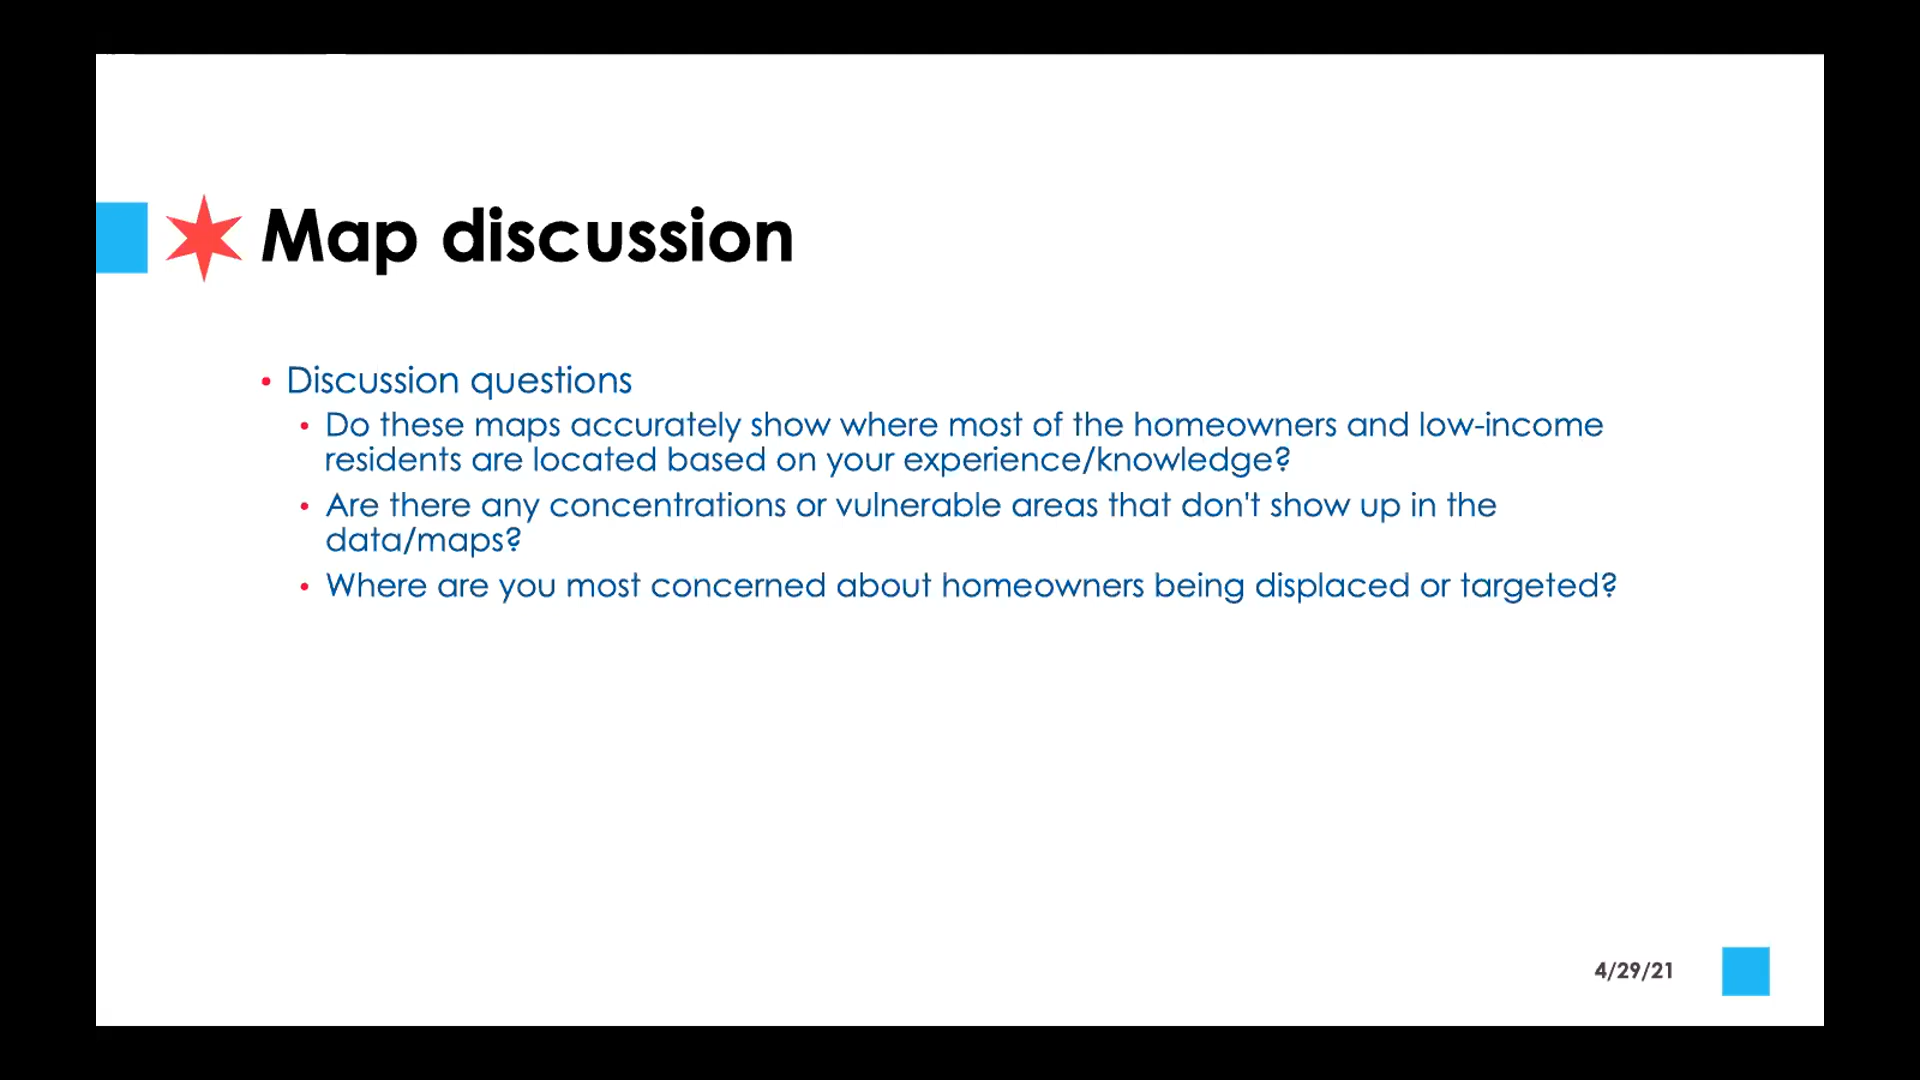 Map discussion
• Discussion questions
• Do these maps accurately show where most of the homeowners and low-income
residents are located based on your experience/knowledge?
• Are there any concentrations or vulnerable areas that don't show up in the
data/maps?
• Where are you most concerned about homeowners being displaced or targeted?
4/29/21